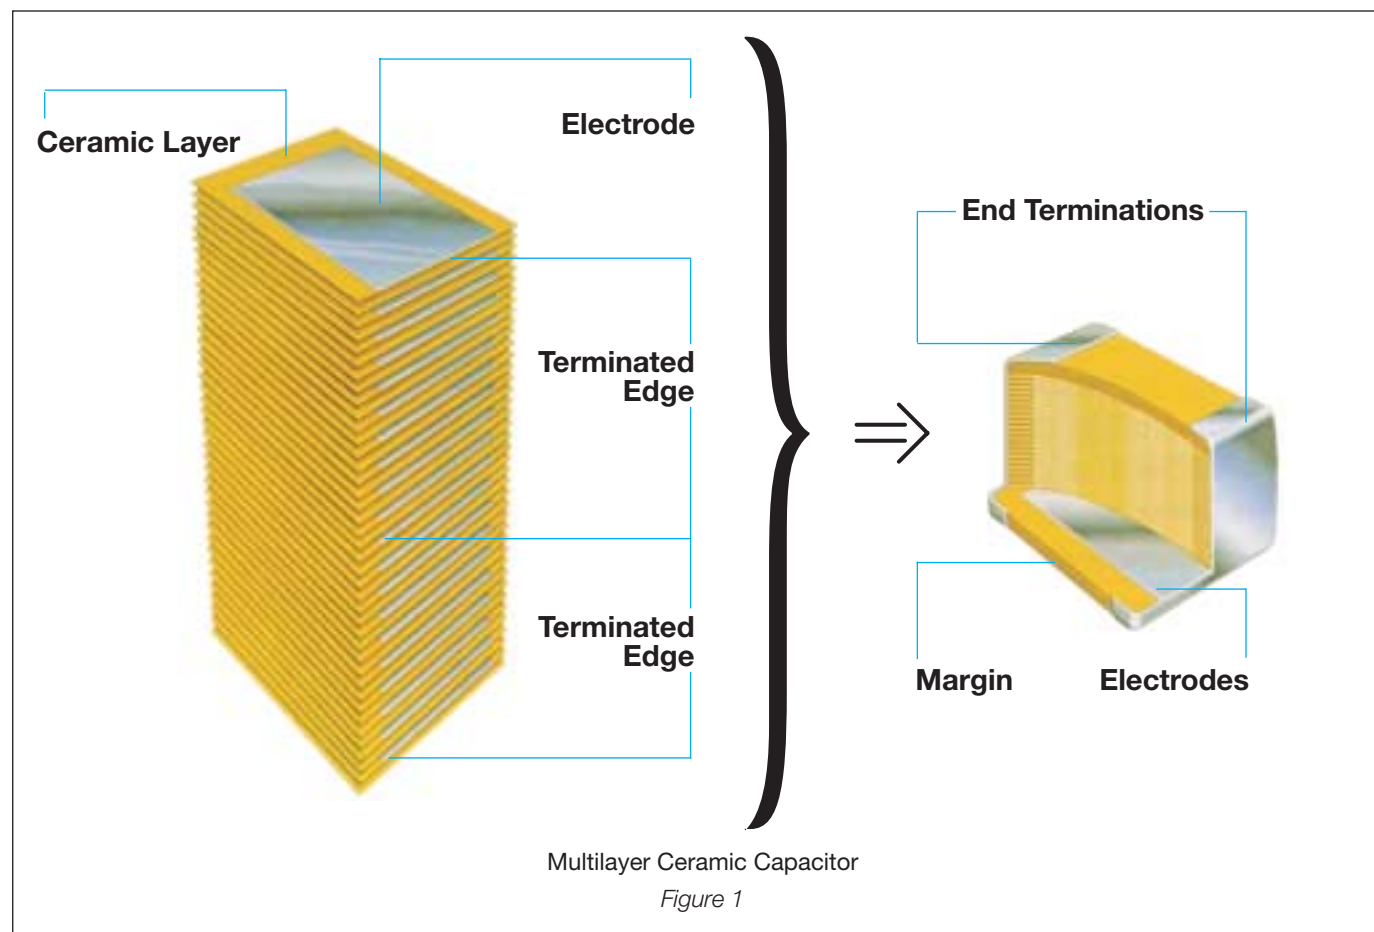 Ceramic Layer
Electrode
Terminated
Edge
Terminated
Edge
End Terminations
Margin
Electrodes
Multilayer Ceramic Capacitor
Figure 1